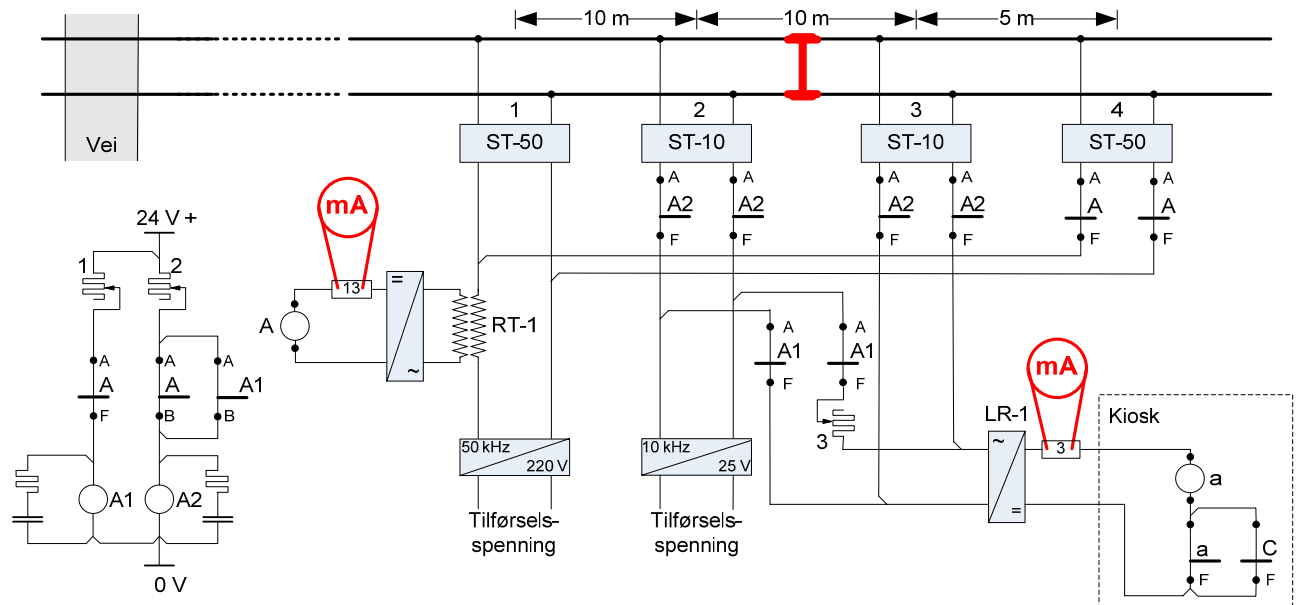 10 m
10 m
5 m
Vei
1
ST-50
2
ST-10
3
ST-10
4
ST-50
A
A
A
A
A
A
A2
A2
A2
A2
A
A
F
F
F
F
F
F
mA
24 V +
1
2
13
A
RT-1
=
~
A
A
A
A
A
A1
F
B
B
A
A
A1
A1
F
F
3
mA
LR-1
~
=
3
Kiosk
a
a
C
F
F
50 kHz
220 V
10 kHz
25 V
A1
A2
Tilførsels-
spenning
Tilførsels-
spenning
0 V